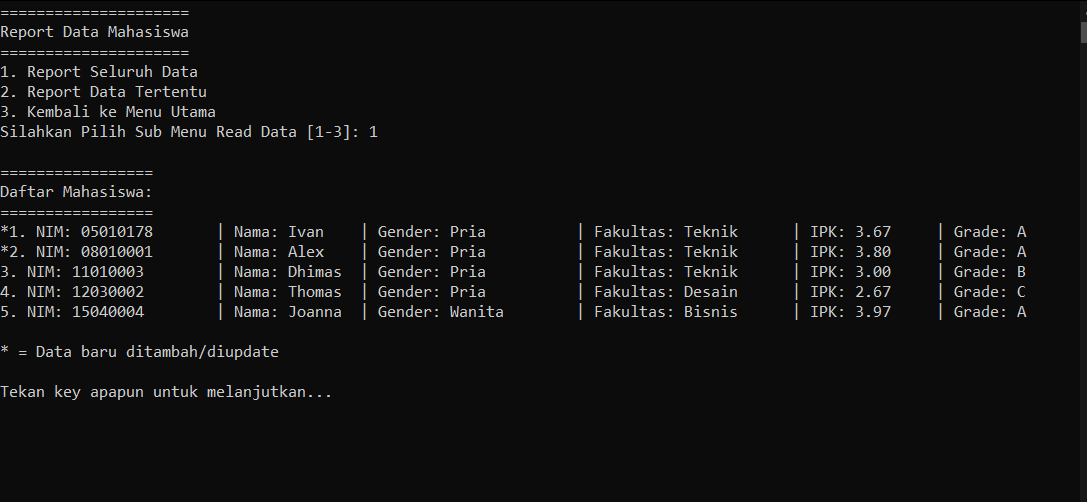 =====================
Report Data Mahasiswa
=====================
1. Report Seluruh Data
2. Report Data Tertentu
3. Kembali ke Menu Utama
Silahkan Pilih Sub Menu Read Data [1-3]: 1
=================
Daftar Mahasiswa:
=================
*1. NIM: 05010178 | Nama: Ivan | Gender: Pria | Fakultas: Teknik | IPK: 3.67 | Grade: A
*2. NIM: 08010001 | Nama: Alex | Gender: Pria | Fakultas: Teknik | IPK: 3.80 | Grade: A
3. NIM: 11010003 | Nama: Dhimas | Gender: Pria | Fakultas: Teknik | IPK: 3.00 | Grade: B
4. NIM: 12030002 | Nama: Thomas | Gender: Pria | Fakultas: Desain | IPK: 2.67 | Grade: C
5. NIM: 15040004 | Nama: Joanna | Gender: Wanita | Fakultas: Bisnis | IPK: 3.97 | Grade: A
* = Data baru ditambah/diupdate
Tekan key apapun untuk melanjutkan...